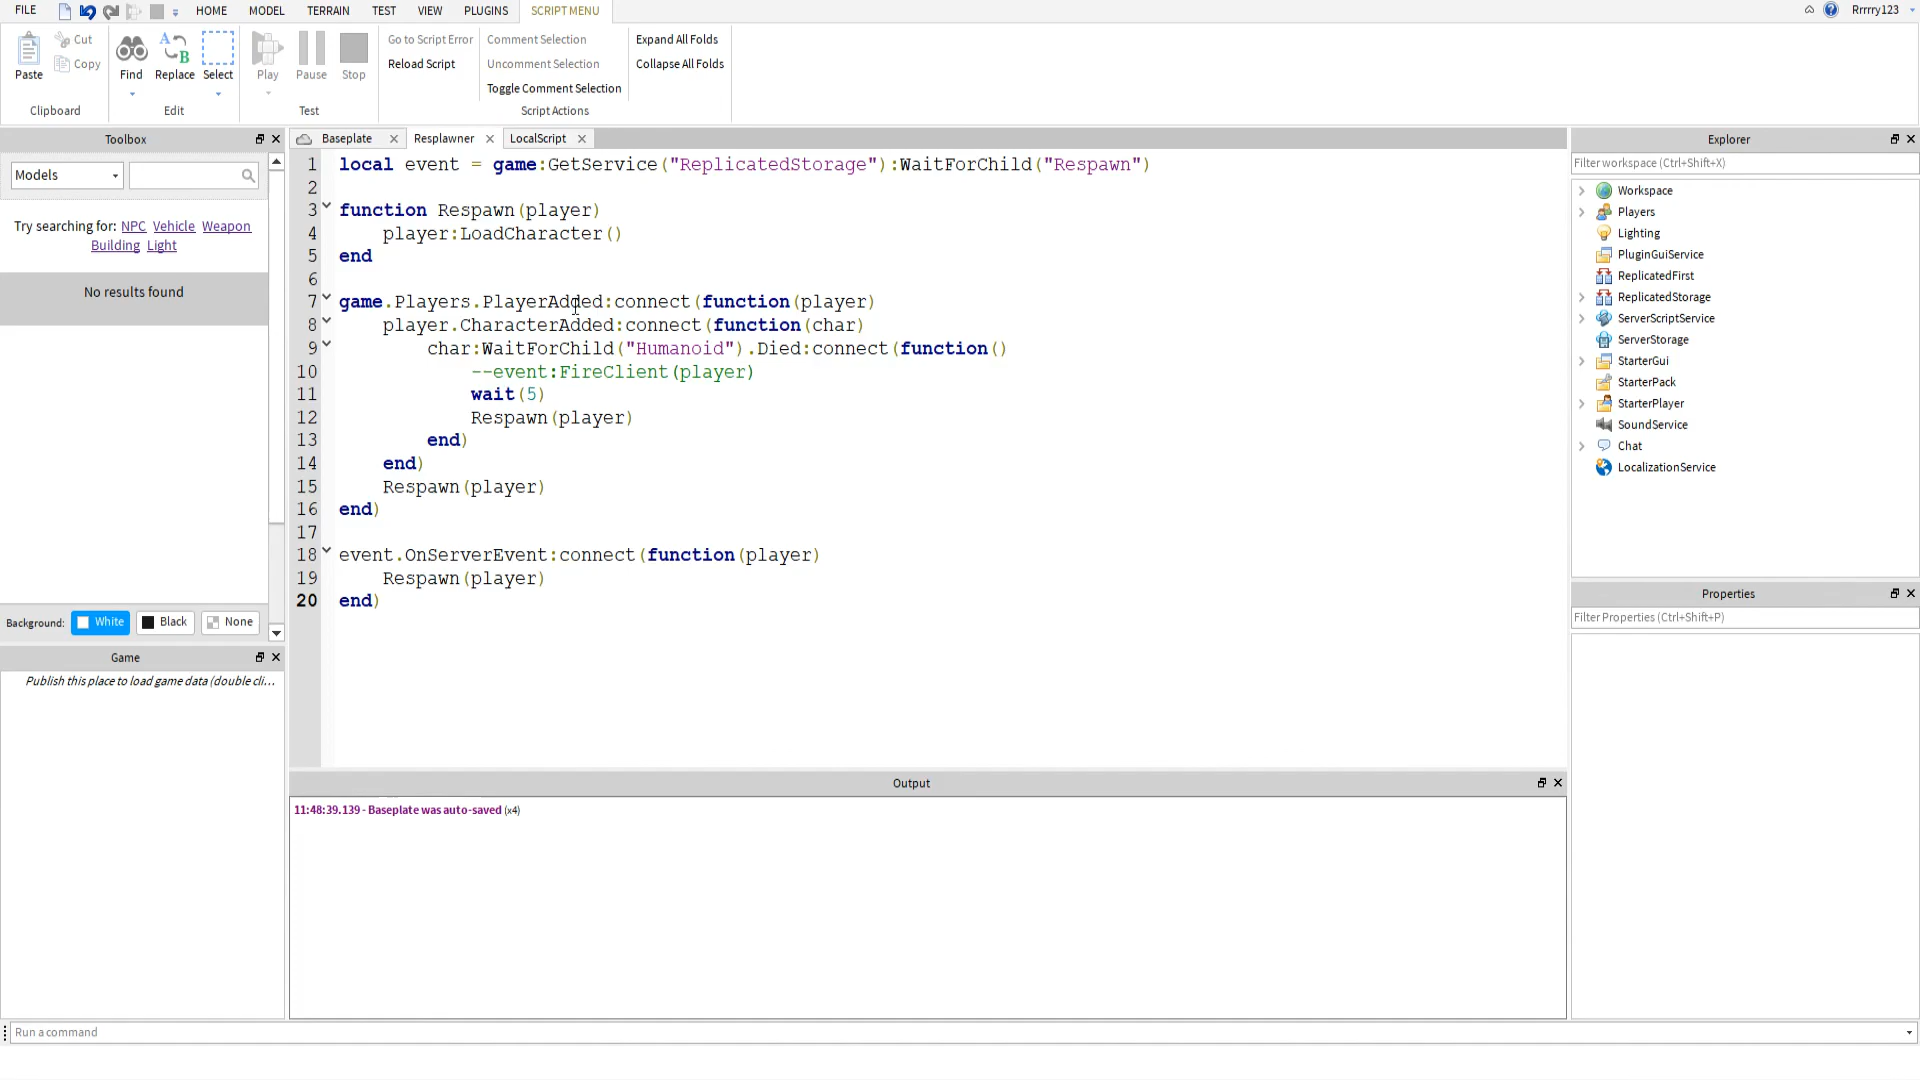 FILE HOME MODEL TERRAIN TEST VIEW PLUGINS SCRIPT MENU Rrrrry123
Paste Cut Copy
Clipboard
Find Replace Select
Edit
Play Pause Stop
Test
Go to Script Error
Reload Script
Comment Selection
Uncomment Selection
Toggle Comment Selection
Expand All Folds
Collapse All Folds
Script Actions
Toolbox
Models
Try searching for: NPC Vehicle Weapon
Building Light
No results found
Background: White Black None
Game
Publish this place to load game data (double cli...
Baseplate Resplawner LocalScript
1 local event = game:GetService("ReplicatedStorage"):WaitForChild("Respawn")
2
3 function Respawn(player)
4     player:LoadCharacter()
5 end
6
7 game.Players.PlayerAdded:connect(function(player)
8     player.CharacterAdded:connect(function(char)
9         char:WaitForChild("Humanoid").Died:connect(function()
10             --event:FireClient(player)
11             wait(5)
12             Respawn(player)
13         end)
14     end)
15     Respawn(player)
16 end)
17
18 event.OnServerEvent:connect(function(player)
19     Respawn(player)
20 end)
Output
11:48:39.139 - Baseplate was auto-saved (x4)
Explorer
Filter workspace (Ctrl+Shift+X)
Workspace
Players
Lighting
PluginGuiService
ReplicatedFirst
ReplicatedStorage
ServerScriptService
ServerStorage
StarterGui
StarterPack
StarterPlayer
SoundService
Chat
LocalizationService
Properties
Filter Properties (Ctrl+Shift+P)
Run a command